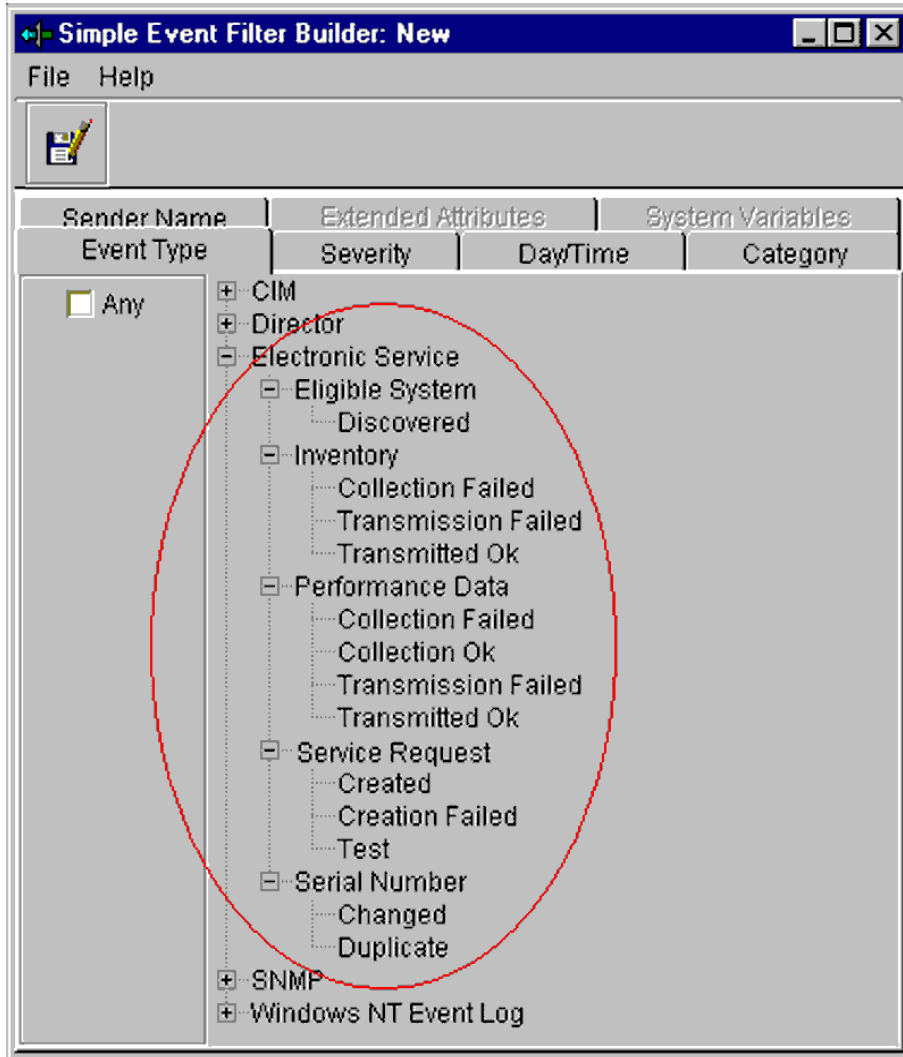 Simple Event Filter Builder: New
File Help
Sender Name Extended Attributes System Variables
Event Type Severity Day/Time Category
Any
CIM
Director
Electronic Service
Eligible System
Discovered
Inventory
Collection Failed
Transmission Failed
Transmitted Ok
Performance Data
Collection Failed
Collection Ok
Transmission Failed
Transmitted Ok
Service Request
Created
Creation Failed
Test
Serial Number
Changed
Duplicate
SNMP
Windows NT Event Log